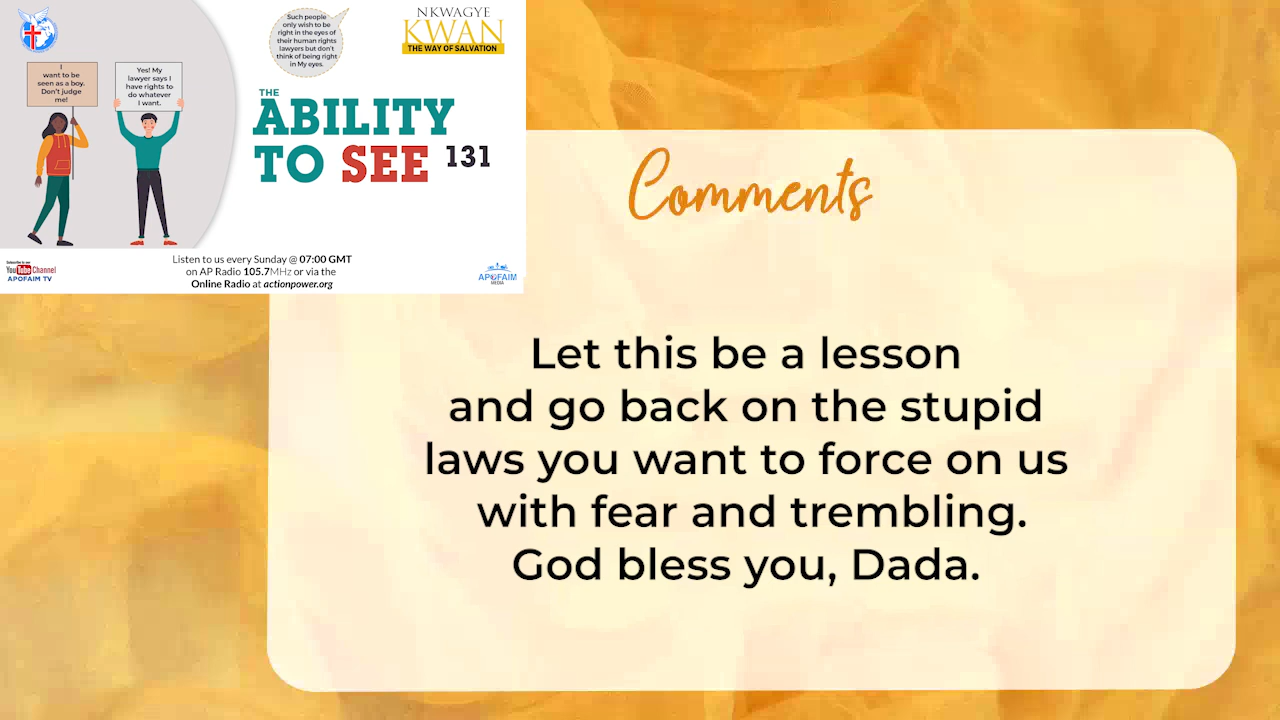 I
want to be
seen as a boy.
Don't judge
me!
Yes! My
lawyer says I
have rights to
do whatever
I want.
Such people
only wish to be
right in the eyes of
their human rights
lawyers but don't
think of being right
in My eyes.
NKWAGYE
KWAN
THE WAY OF SALVATION
THE
ABILITY
TO SEE 131
Subscribe to our
YouTube Channel
APOFAIM TV
Listen to us every Sunday @ 07:00 GMT
on AP Radio 105.7MHz or via the
Online Radio at actionpower.org
APOFAIM
MEDIA
Comments
Let this be a lesson
and go back on the stupid
laws you want to force on us
with fear and trembling.
God bless you, Dada.